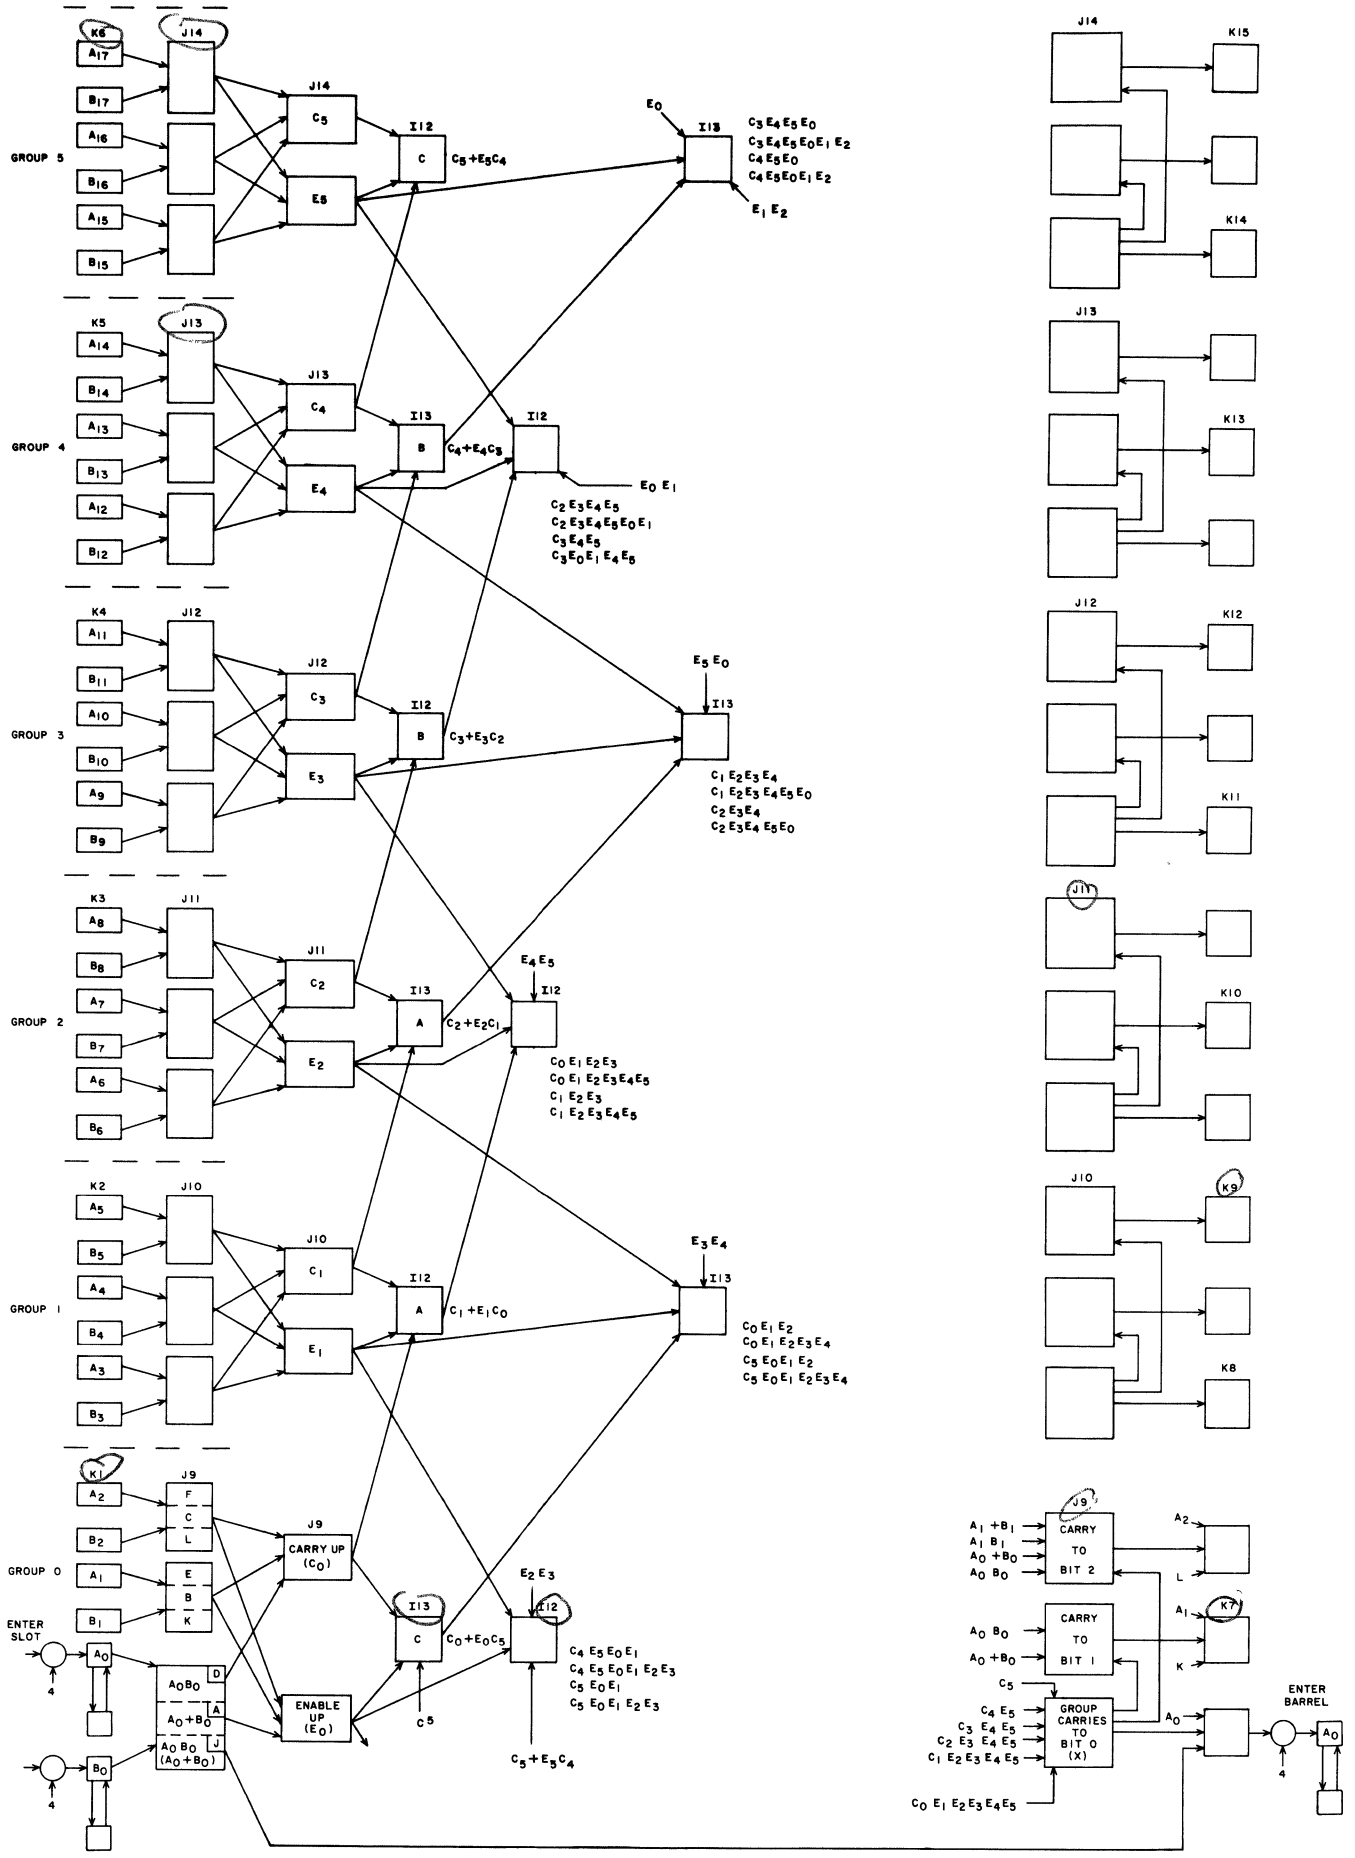 K6
J14
A17
B17
A16
B16
A15
B15
GROUP 5
J14
C5
E5
I12
C
C5+E5C4
E0
I13
C3E4E5E0
C3E4E5E0E1E2
C4E5E0
C4E5E0E1E2
E1E2
J14
K15
K14
K5
J13
A14
B14
A13
B13
A12
B12
GROUP 4
J13
C4
E4
I13
B
C4+E4C3
I12
E0E1
C2E3E4E5
C2E3E4E5E0E1
C3E4E5
C3E0E1E4E5
J13
K13
K4
J12
A11
B11
A10
B10
A9
B9
GROUP 3
J12
C3
E3
I12
B
C3+E3C2
E5E0
I13
C1E2E3E4
C1E2E3E4E5E0
C2E3E4
C2E3E4E5E0
J12
K12
K11
K3
J11
A8
B8
A7
B7
A6
B6
GROUP 2
J11
C2
E2
I13
A
C2+E2C1
E4E5
I12
C0E1E2E3
C0E1E2E3E4E5
C1E2E3
C1E2E3E4E5
J11
K10
K2
J10
A5
B5
A4
B4
A3
B3
GROUP 1
J10
C1
E1
I12
A
C1+E1C0
E3E4
I13
C0E1E2
C0E1E2E3E4
C5E0E1E2
C5E0E1E2E3E4
J10
K9
K8
K1
J9
A2
B2
A1
B1
F
C
L
E
B
K
GROUP 0
ENTER
SLOT
4
A0
4
B0
A0B0
D
A0+B0
A
A0B0
(A0+B0)
J
J9
CARRY UP
(C0)
ENABLE
UP
(E0)
I13
C
C0+E0C5
C5
E2E3
I12
C4E5E0E1
C4E5E0E1E2E3
C5E0E1
C5E0E1E2E3
C5+E5C4
J9
A1+B1
A1B1
A0+B0
A0B0
CARRY
TO
BIT 2
A2
L
A0B0
A0+B0
CARRY
TO
BIT 1
A1
K
K7
C5
C4E5
C3E4E5
C2E3E4E5
C1E2E3E4E5
C0E1E2E3E4E5
GROUP
CARRIES
TO
BIT 0
(X)
A0
4
ENTER
BARREL
A0